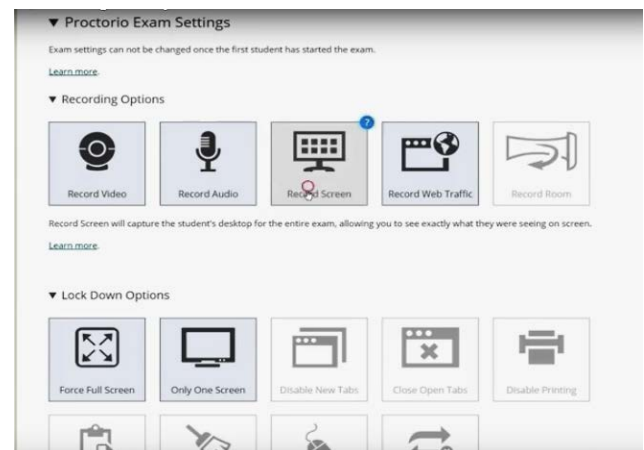 ▼ Proctorio Exam Settings
Exam settings can not be changed once the first student has started the exam.
Learn more.
▼ Recording Options
?
Record Video
Record Audio
Record Screen
Record Web Traffic
Record Room
Record Screen will capture the student's desktop for the entire exam, allowing you to see exactly what they were seeing on screen.
Learn more.
▼ Lock Down Options
Force Full Screen
Only One Screen
Disable New Tabs
Close Open Tabs
Disable Printing